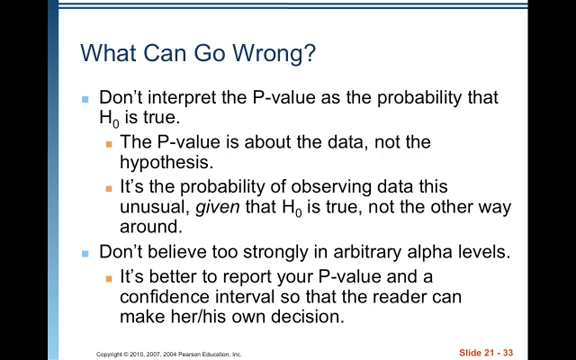 What Can Go Wrong?
Don't interpret the P-value as the probability that
H₀ is true.
The P-value is about the data, not the
hypothesis.
It's the probability of observing data this
unusual, given that H₀ is true, not the other way
around.
Don't believe too strongly in arbitrary alpha levels.
It's better to report your P-value and a
confidence interval so that the reader can
make her/his own decision.
Copyright © 2010, 2007, 2004 Pearson Education, Inc.
Slide 21 - 33